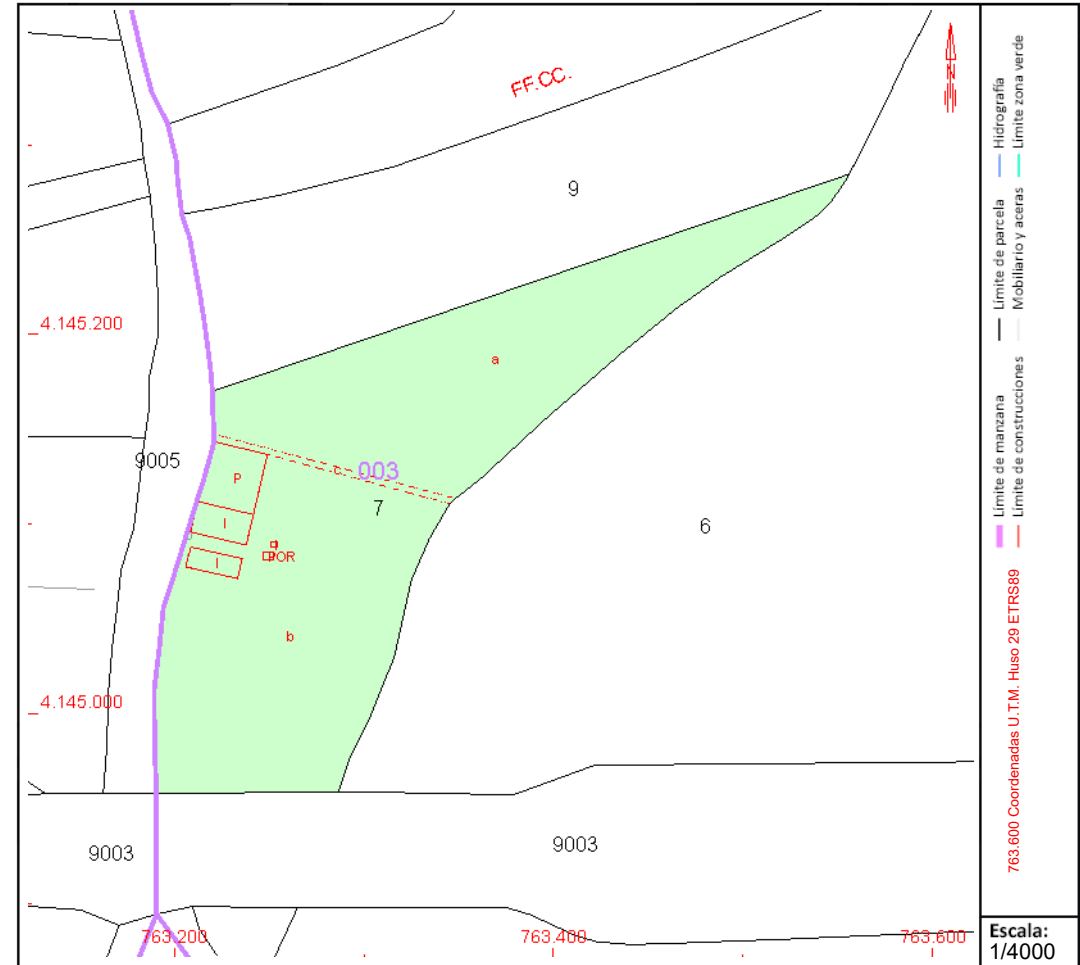 FF.CC.
N
9
4.145.200
a
9005
003
c
P
7
6
I
I
POR
b
4.145.000
9003
9003
763.200
763.400
763.600
Límite de manzana
Límite de parcela
Hidrografía
Límite de construcciones
Mobiliario y aceras
Límite zona verde
763.600 Coordenadas U.T.M. Huso 29 ETRS89
Escala:
1/4000